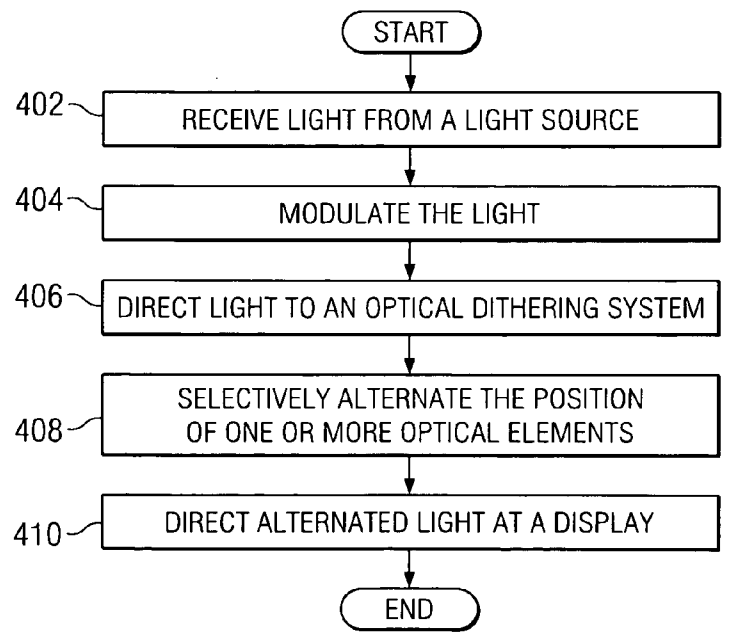 START
402
RECEIVE LIGHT FROM A LIGHT SOURCE
404
MODULATE THE LIGHT
406
DIRECT LIGHT TO AN OPTICAL DITHERING SYSTEM
408
SELECTIVELY ALTERNATE THE POSITION
OF ONE OR MORE OPTICAL ELEMENTS
410
DIRECT ALTERNATED LIGHT AT A DISPLAY
END